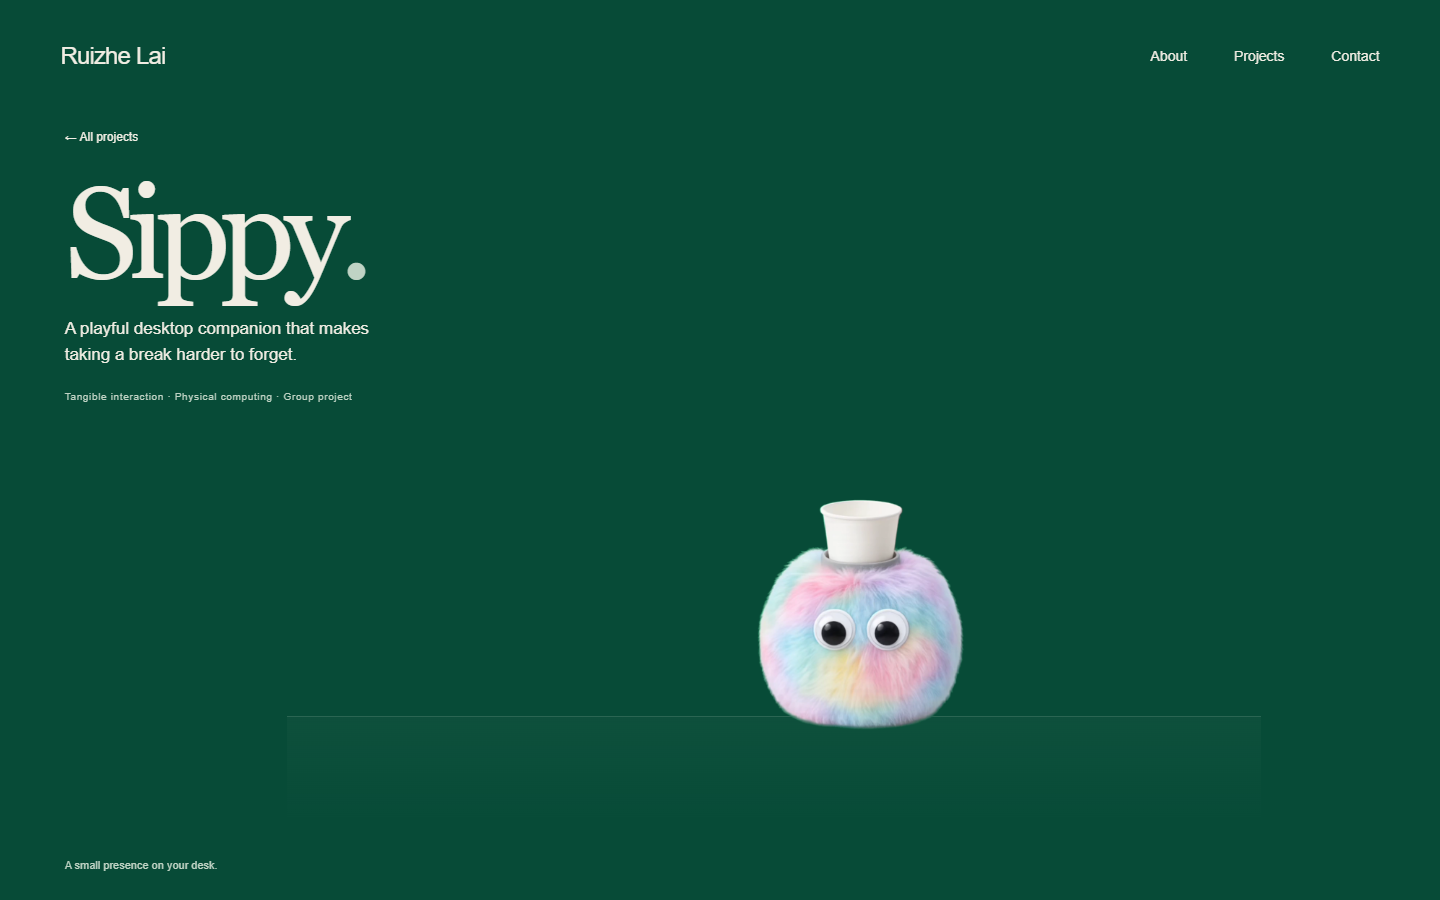 Ruizhe Lai
About
Projects
Contact
← All projects
Sippy.
A playful desktop companion that makes
taking a break harder to forget.
Tangible interaction · Physical computing · Group project
A small presence on your desk.